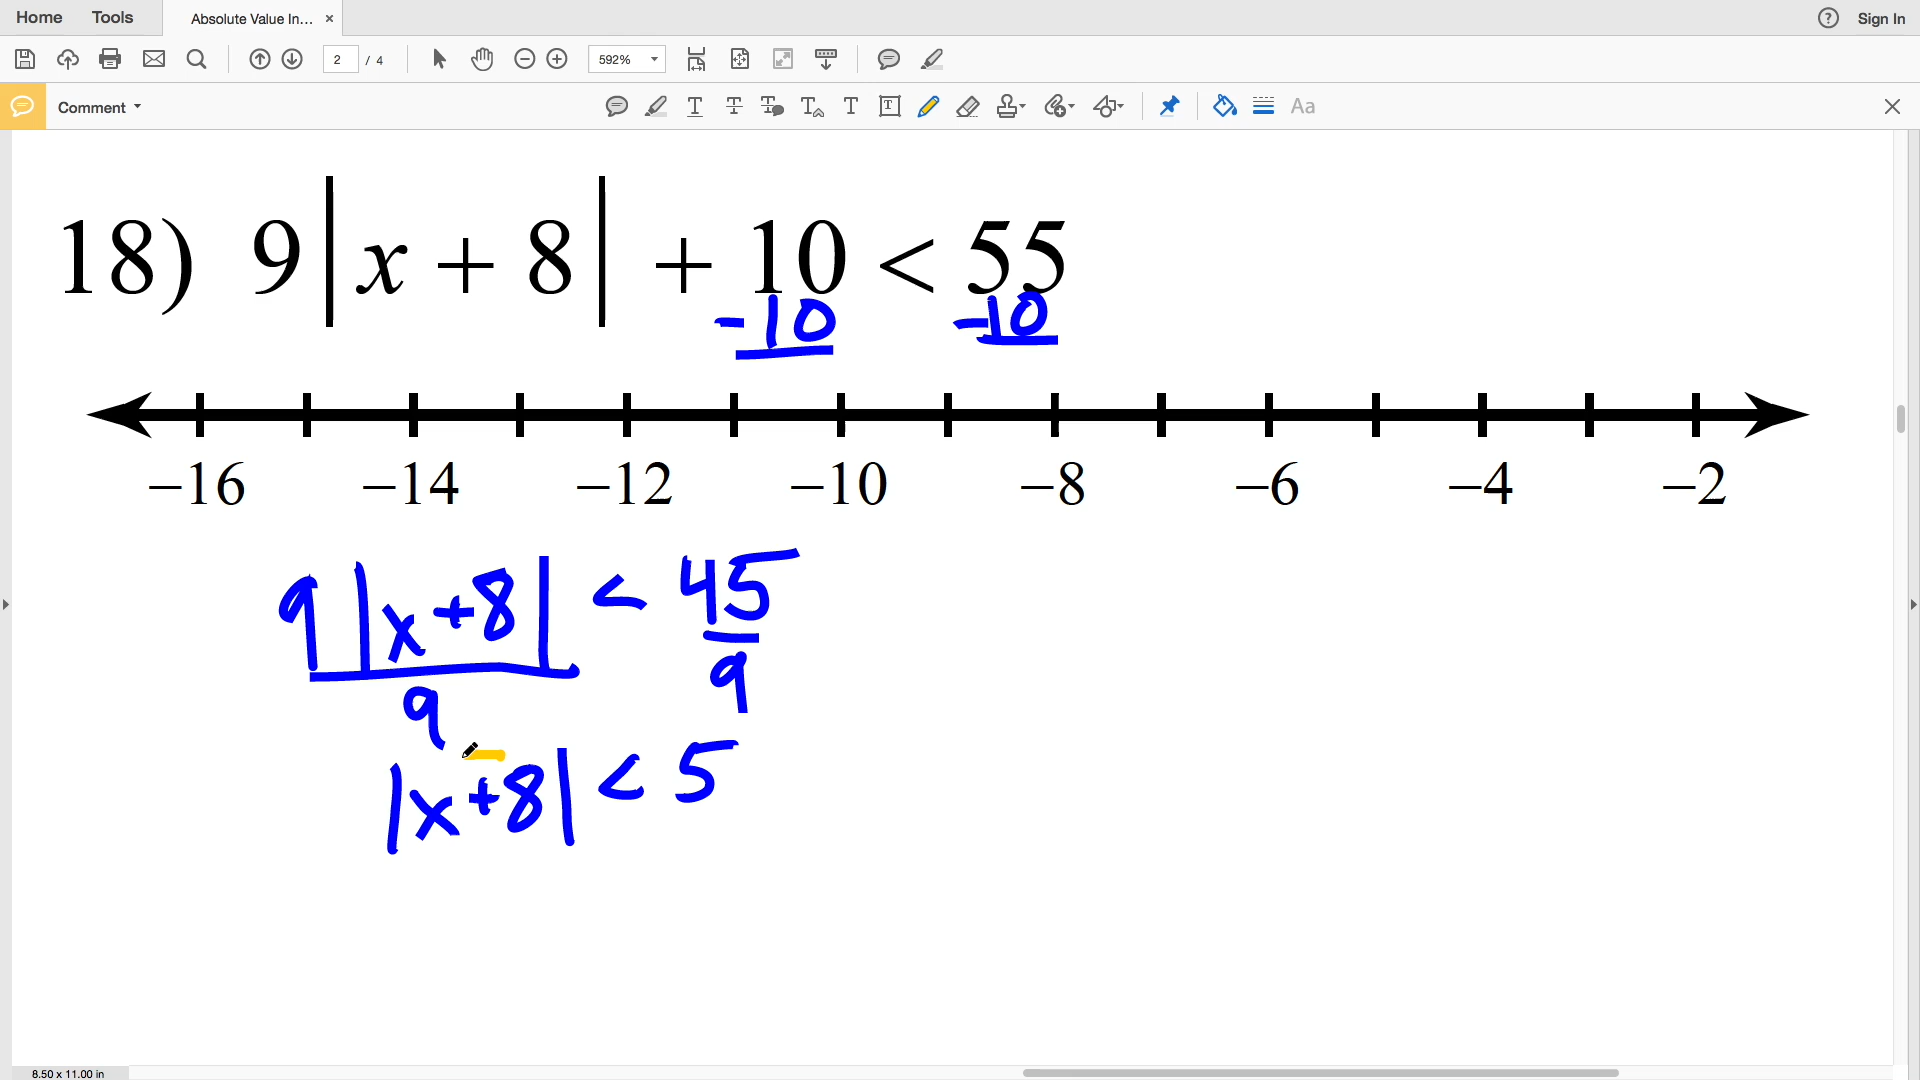 Home Tools Absolute Value In... × ? Sign In
2 / 4 592%
Comment T T T T T T Aa
18) 9|x + 8| + 10 < 55
-10 -10
−16 −14 −12 −10 −8 −6 −4 −2
9|x+8| < 45
9 9
|x+8| < 5
8.50 x 11.00 in